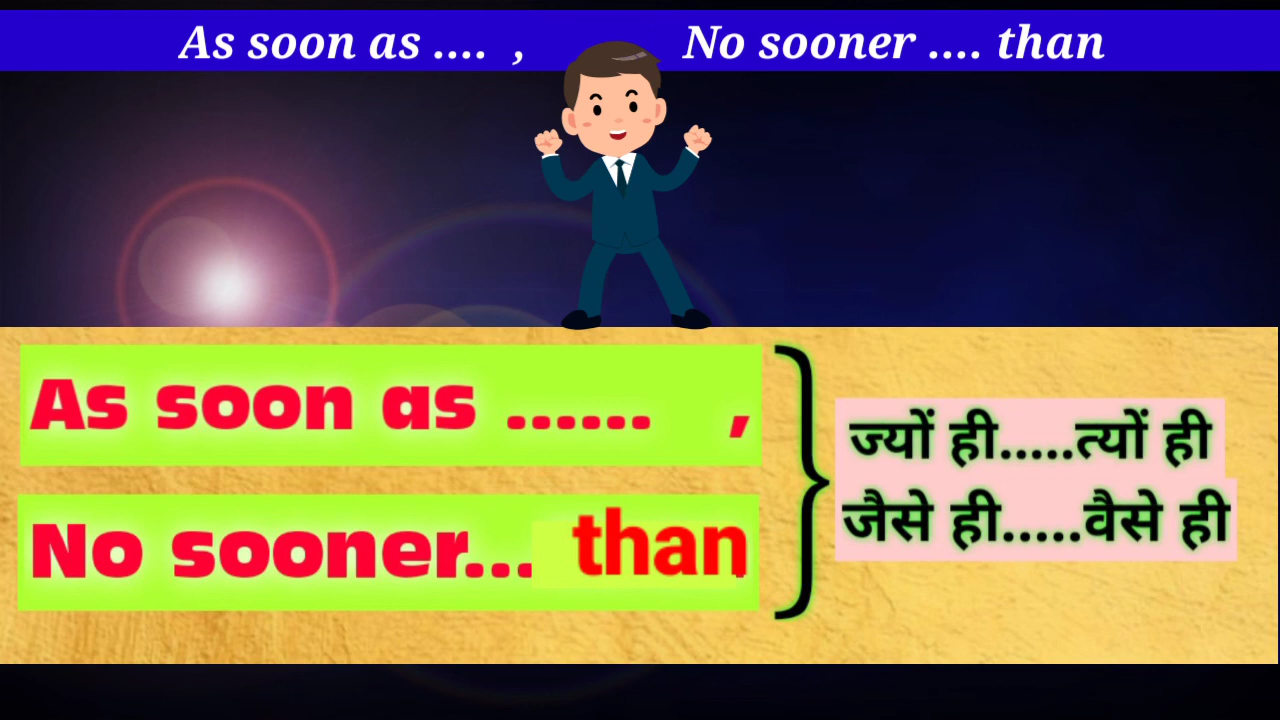 As soon as .... , No sooner .... than
As soon as ...... ,
No sooner... than
ज्यों ही.....त्यों ही
जैसे ही.....वैसे ही